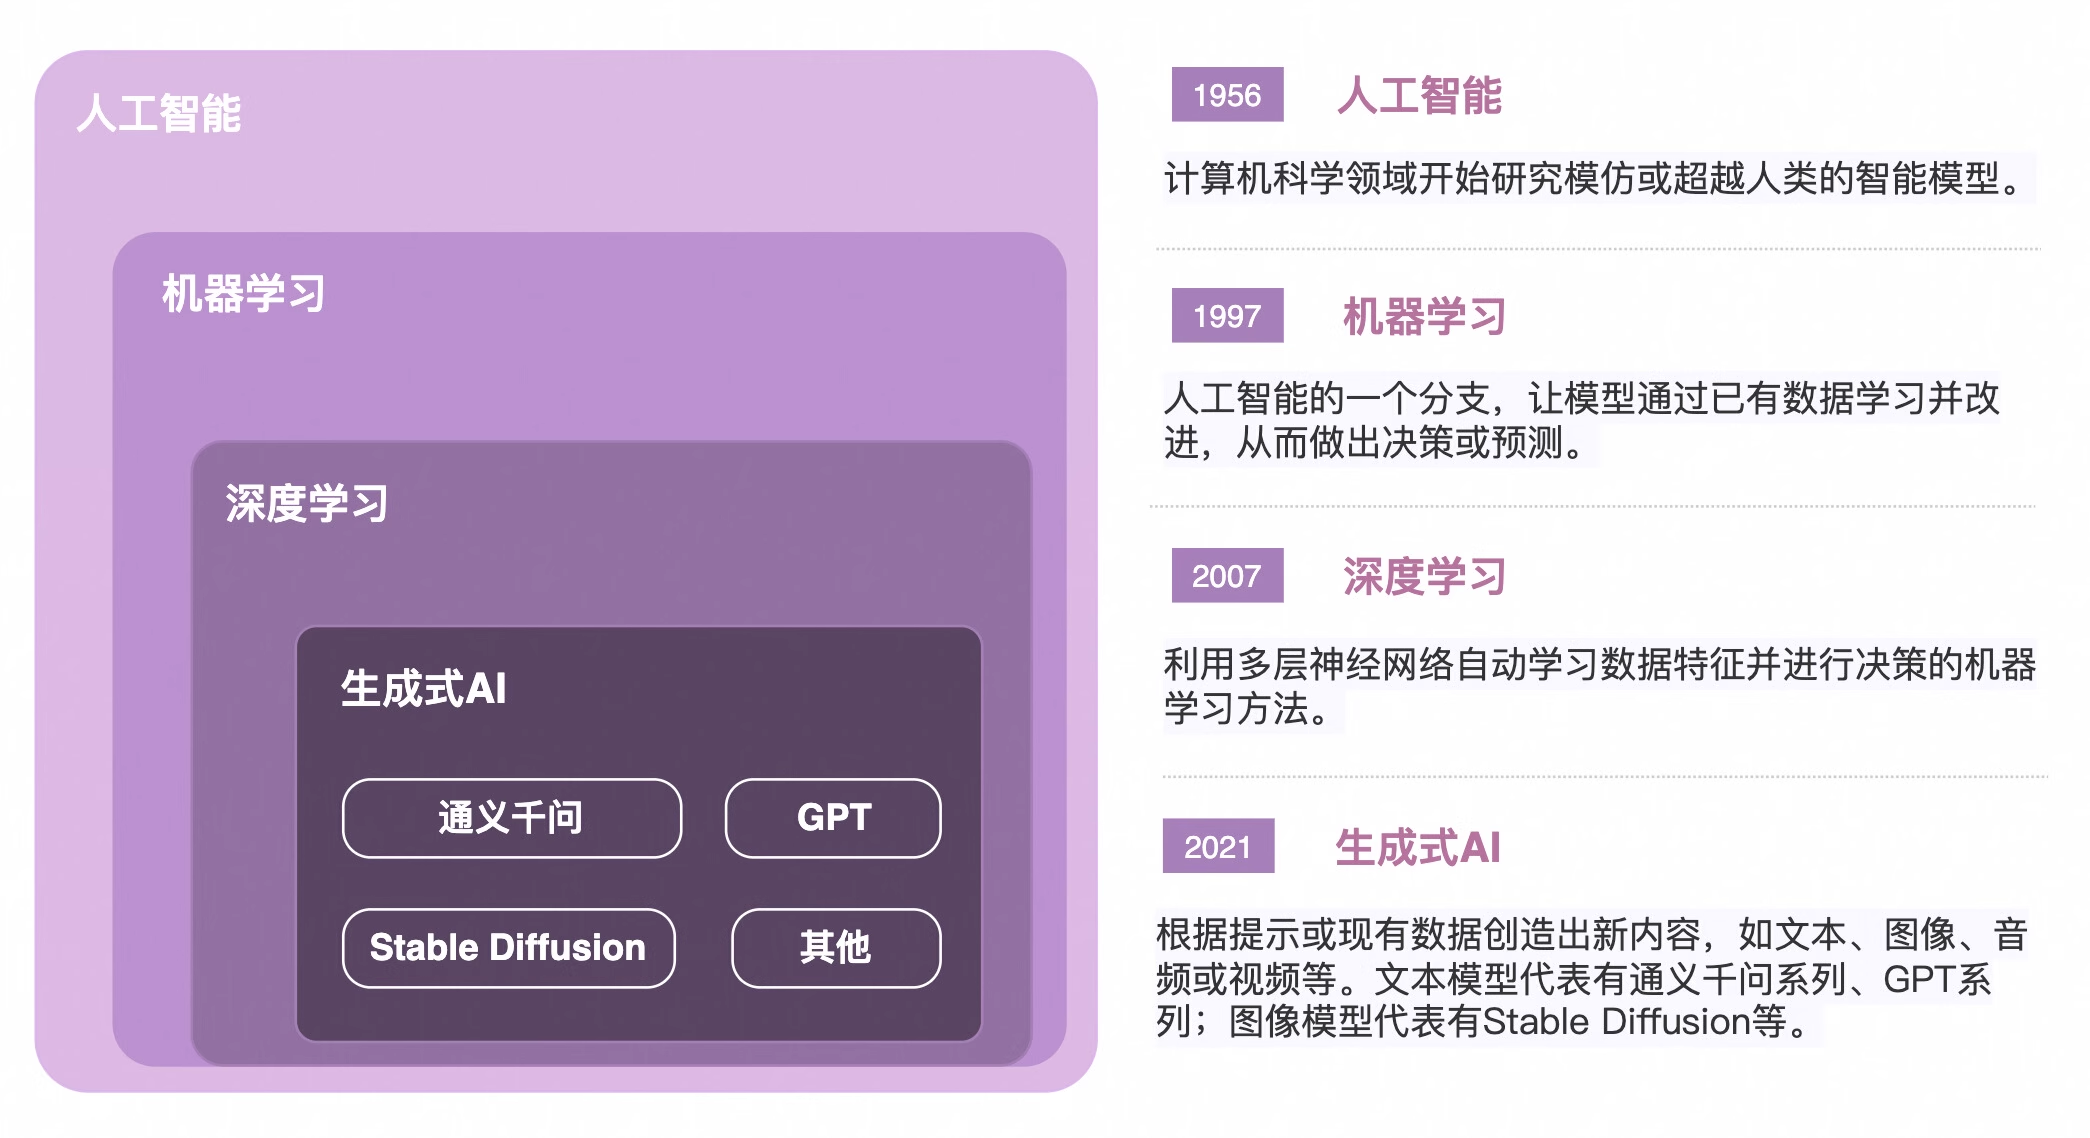 人工智能
机器学习
深度学习
生成式AI
通义千问
GPT
Stable Diffusion
其他
1956
人工智能
计算机科学领域开始研究模仿或超越人类的智能模型。
1997
机器学习
人工智能的一个分支，让模型通过已有数据学习并改
进，从而做出决策或预测。
2007
深度学习
利用多层神经网络自动学习数据特征并进行决策的机器
学习方法。
2021
生成式AI
根据提示或现有数据创造出新内容，如文本、图像、音
频或视频等。文本模型代表有通义千问系列、GPT系
列；图像模型代表有Stable Diffusion等。